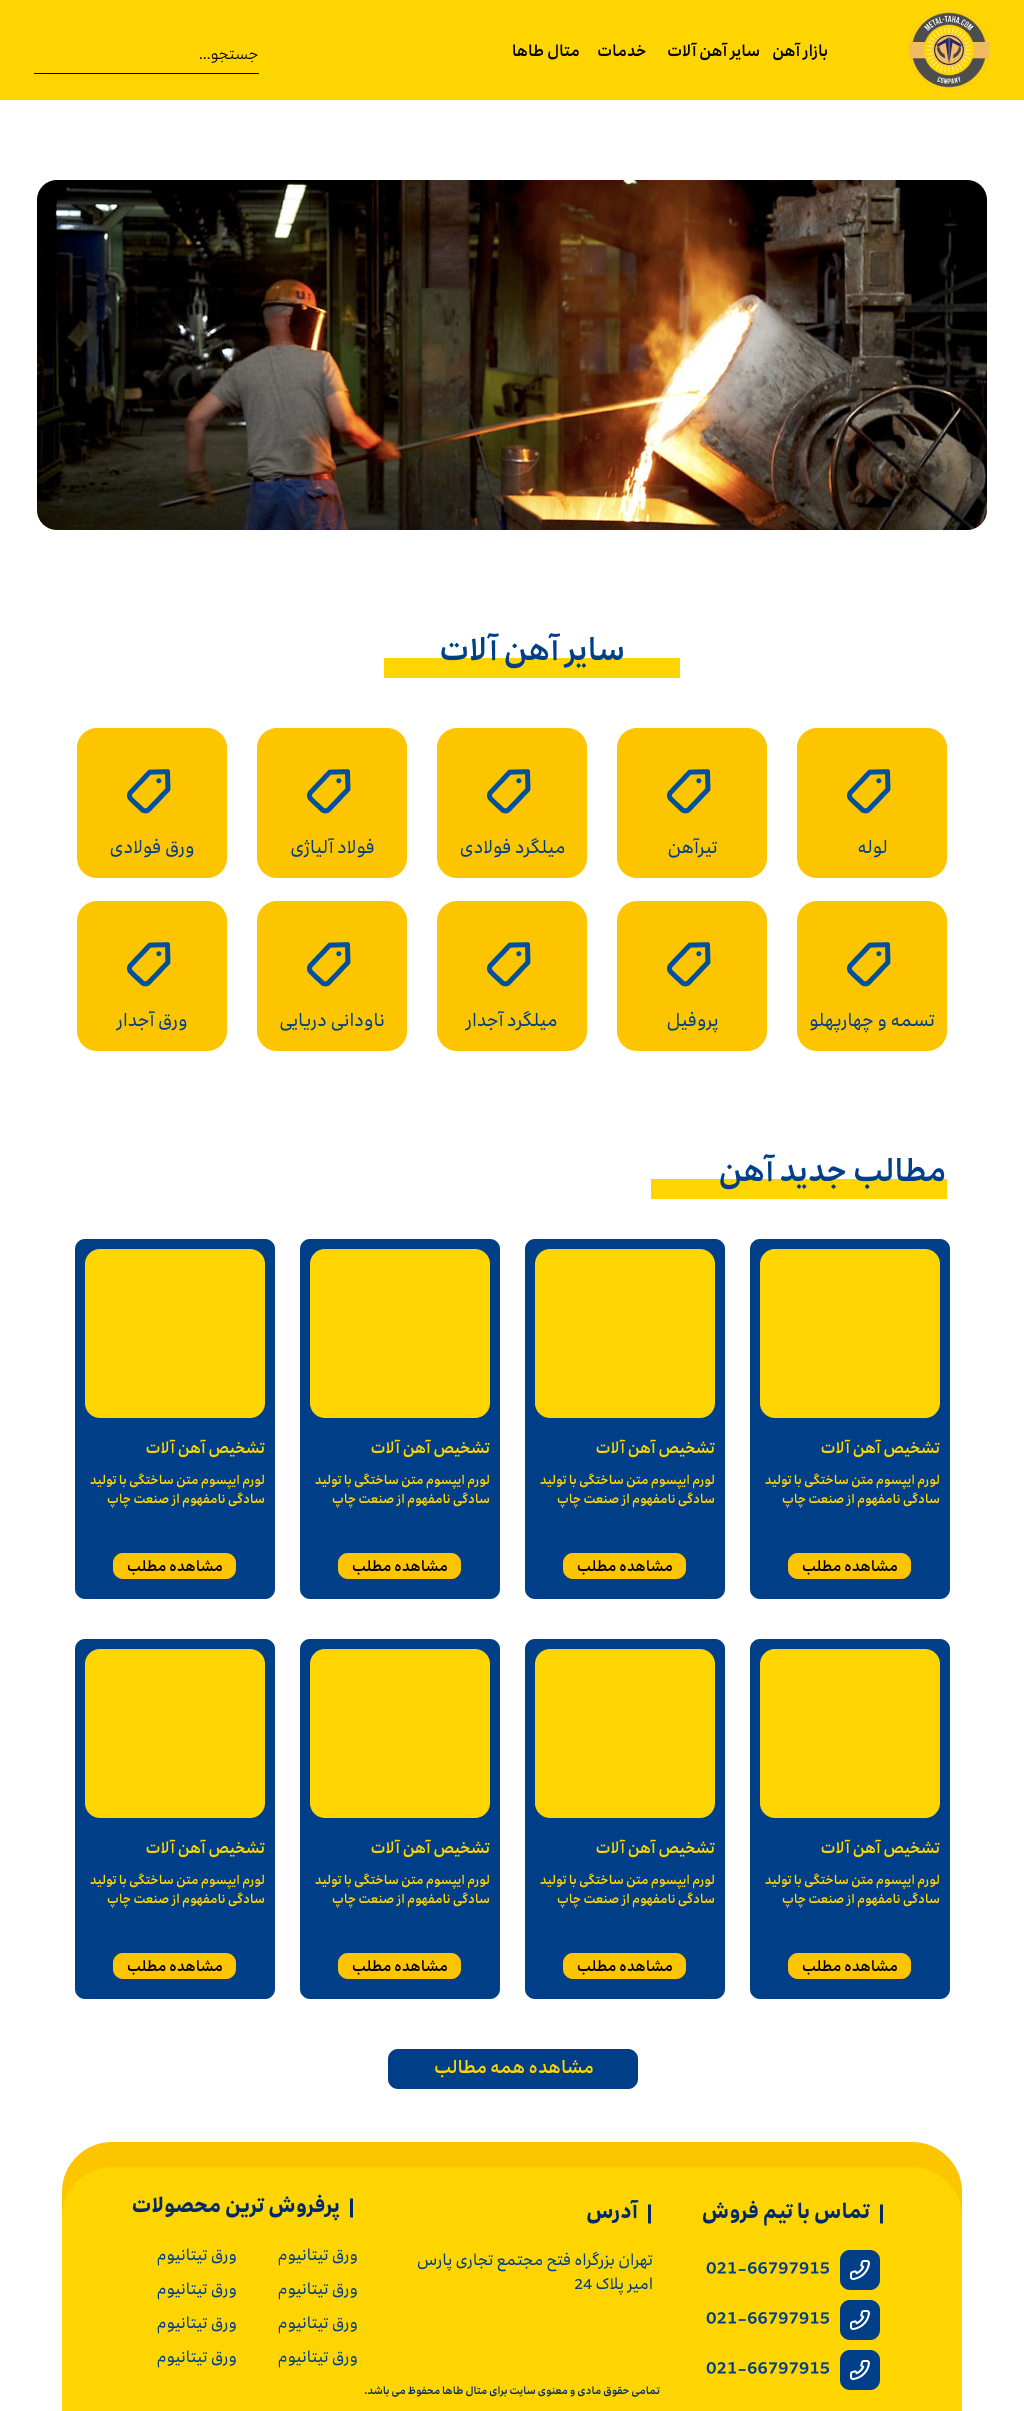 METAL-TAHA.COM
COMPANY
بازار آهن
سایر آهن آلات
خدمات
متال طاها
جستجو...
سایر آهن آلات
لوله
تیرآهن
میلگرد فولادی
فولاد آلیاژی
ورق فولادی
تسمه و چهارپهلو
پروفیل
میلگرد آجدار
ناودانی دریایی
ورق آجدار
مطالب جدید آهن
تشخیص آهن آلات
لورم ایپسوم متن ساختگی با تولید
سادگی نامفهوم از صنعت چاپ
مشاهده مطلب
تشخیص آهن آلات
لورم ایپسوم متن ساختگی با تولید
سادگی نامفهوم از صنعت چاپ
مشاهده مطلب
تشخیص آهن آلات
لورم ایپسوم متن ساختگی با تولید
سادگی نامفهوم از صنعت چاپ
مشاهده مطلب
تشخیص آهن آلات
لورم ایپسوم متن ساختگی با تولید
سادگی نامفهوم از صنعت چاپ
مشاهده مطلب
تشخیص آهن آلات
لورم ایپسوم متن ساختگی با تولید
سادگی نامفهوم از صنعت چاپ
مشاهده مطلب
تشخیص آهن آلات
لورم ایپسوم متن ساختگی با تولید
سادگی نامفهوم از صنعت چاپ
مشاهده مطلب
تشخیص آهن آلات
لورم ایپسوم متن ساختگی با تولید
سادگی نامفهوم از صنعت چاپ
مشاهده مطلب
تشخیص آهن آلات
لورم ایپسوم متن ساختگی با تولید
سادگی نامفهوم از صنعت چاپ
مشاهده مطلب
مشاهده همه مطالب
| تماس با تیم فروش
021-66797915
021-66797915
021-66797915
| آدرس
تهران بزرگراه فتح مجتمع تجاری پارس
امیر پلاک 24
| پرفروش ترین محصولات
ورق تیتانیوم
ورق تیتانیوم
ورق تیتانیوم
ورق تیتانیوم
ورق تیتانیوم
ورق تیتانیوم
ورق تیتانیوم
ورق تیتانیوم
تمامی حقوق مادی و معنوی سایت برای متال طاها محفوظ می باشد.